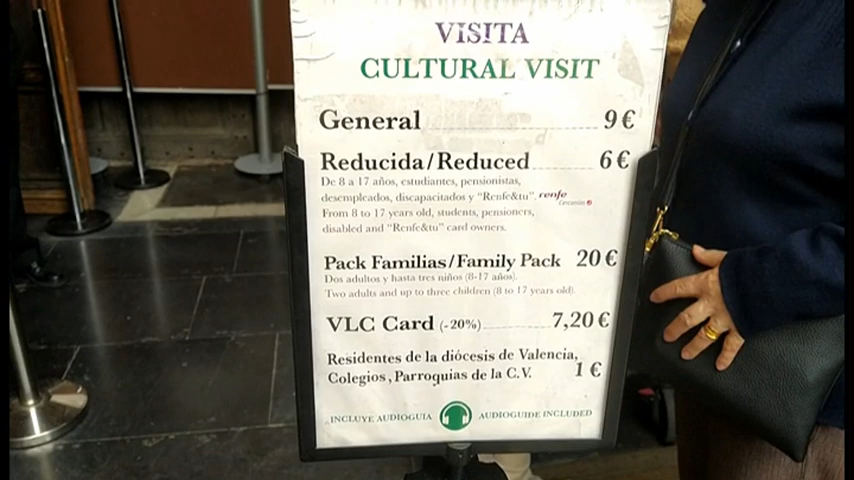 VISITA
CULTURAL VISIT
General 9€
Reducida/Reduced 6€
De 8 a 17 años, estudiantes, pensionistas,
desempleados, discapacitados y "Renfe&tu". renfe
Cercanías
From 8 to 17 years old, students, pensioners,
disabled and "Renfe&tu" card owners.
Pack Familias/Family Pack 20€
Dos adultos y hasta tres niños (8-17 años).
Two adults and up to three children (8 to 17 years old).
VLC Card (-20%) 7,20€
Residentes de la diócesis de Valencia,
Colegios, Parroquias de la C.V. 1€
INCLUYE AUDIOGUIA AUDIOGUIDE INCLUDED